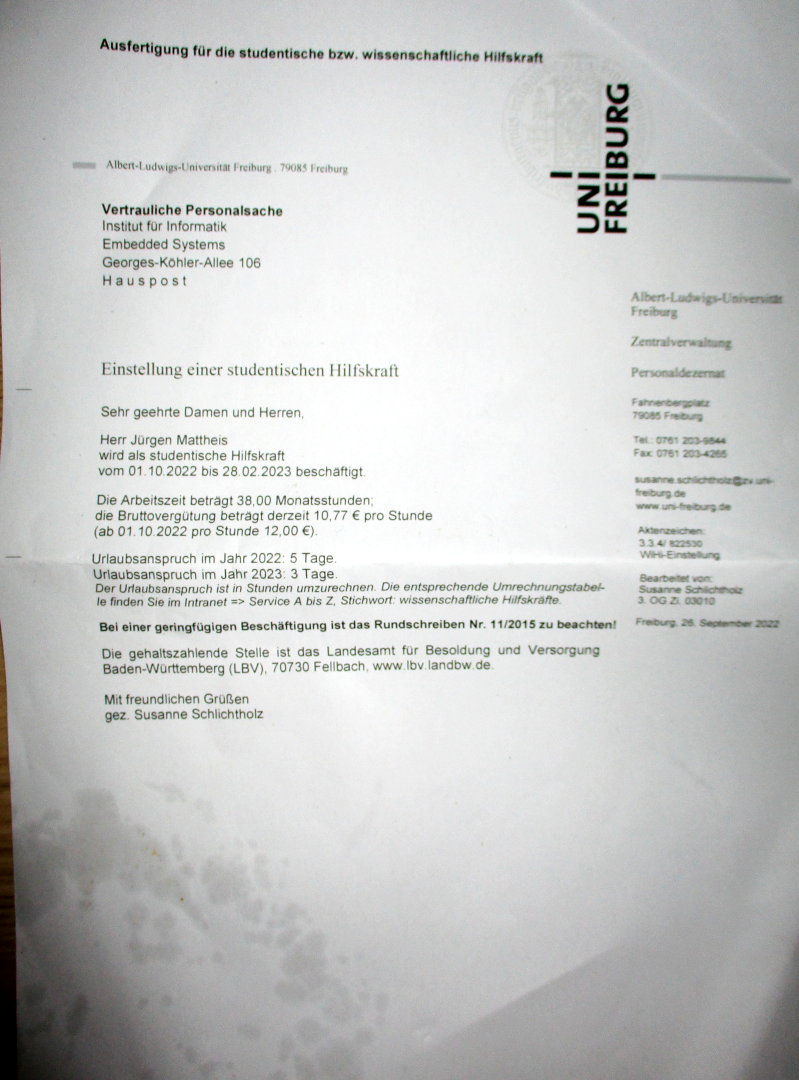 Ausfertigung für die studentische bzw. wissenschaftliche Hilfskraft
UNI
FREIBURG
Albert-Ludwigs-Universität Freiburg . 79085 Freiburg
Vertrauliche Personalsache
Institut für Informatik
Embedded Systems
Georges-Köhler-Allee 106
H a u s p o s t
Albert-Ludwigs-Universität
Freiburg
Zentralverwaltung
Personaldezernat
Fahnenbergplatz
79085 Freiburg
Tel.: 0761 203-9844
Fax: 0761 203-4265
susanne.schlichtholz@zv.uni-
freiburg.de
www.uni-freiburg.de
Aktenzeichen:
3.3.4/ 822530
WiHi-Einstellung
Bearbeitet von:
Susanne Schlichtholz
3. OG Zi. 03010
Freiburg, 26. September 2022
Einstellung einer studentischen Hilfskraft
Sehr geehrte Damen und Herren,
Herr Jürgen Mattheis
wird als studentische Hilfskraft
vom 01.10.2022 bis 28.02.2023 beschäftigt.
Die Arbeitszeit beträgt 38,00 Monatsstunden;
die Bruttovergütung beträgt derzeit 10,77 € pro Stunde
(ab 01.10.2022 pro Stunde 12,00 €).
Urlaubsanspruch im Jahr 2022: 5 Tage.
Urlaubsanspruch im Jahr 2023: 3 Tage.
Der Urlaubsanspruch ist in Stunden umzurechnen. Die entsprechende Umrechnungstabel-
le finden Sie im Intranet => Service A bis Z, Stichwort: wissenschaftliche Hilfskräfte.
Bei einer geringfügigen Beschäftigung ist das Rundschreiben Nr. 11/2015 zu beachten!
Die gehaltszahlende Stelle ist das Landesamt für Besoldung und Versorgung
Baden-Württemberg (LBV), 70730 Fellbach, www.lbv.landbw.de.
Mit freundlichen Grüßen
gez. Susanne Schlichtholz